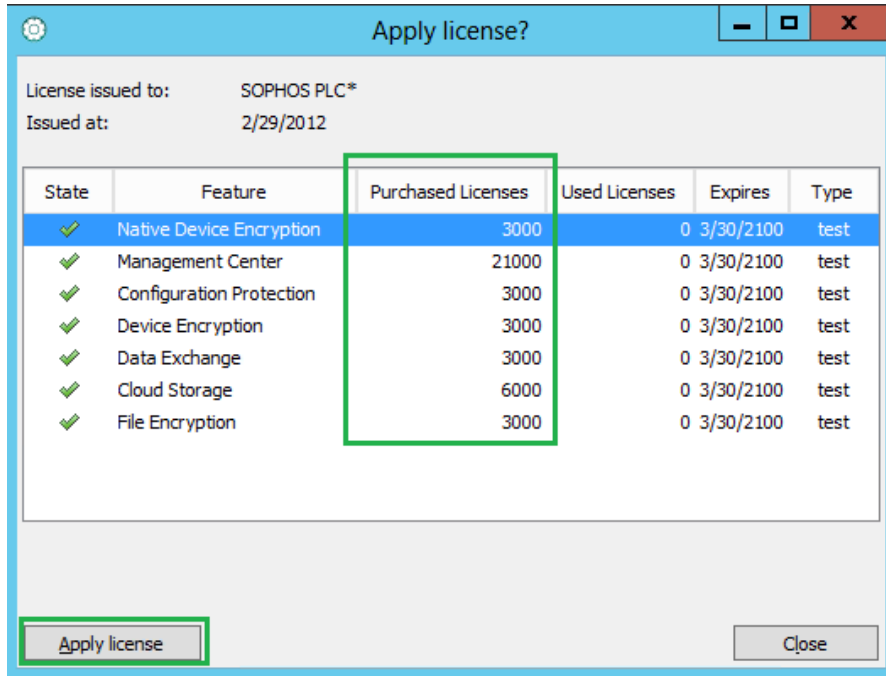 Apply license?
License issued to: SOPHOS PLC*
Issued at: 2/29/2012
State Feature Purchased Licenses Used Licenses Expires Type
Native Device Encryption 3000 0 3/30/2100 test
Management Center 21000 0 3/30/2100 test
Configuration Protection 3000 0 3/30/2100 test
Device Encryption 3000 0 3/30/2100 test
Data Exchange 3000 0 3/30/2100 test
Cloud Storage 6000 0 3/30/2100 test
File Encryption 3000 0 3/30/2100 test
Apply license Close